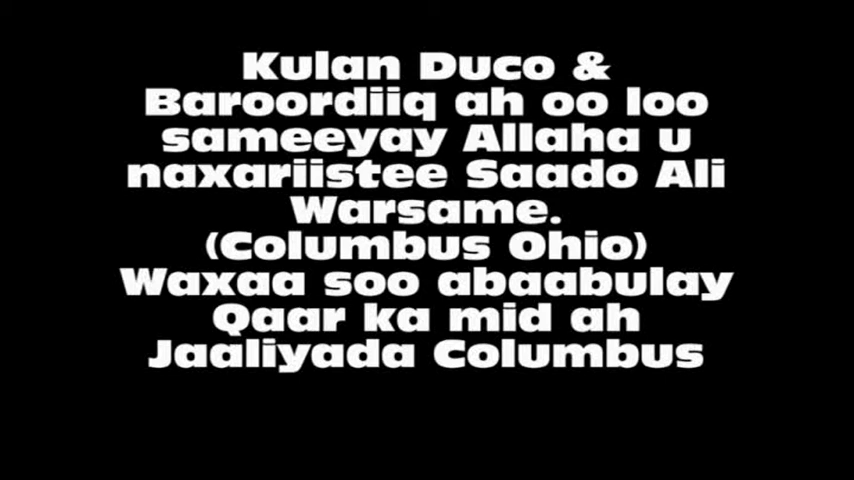 Kulan Duco &
Baroordiiq ah oo loo
sameeyay Allaha u
naxariistee Saado Ali
Warsame.
(Columbus Ohio)
Waxaa soo abaabulay
Qaar ka mid ah
Jaaliyada Columbus